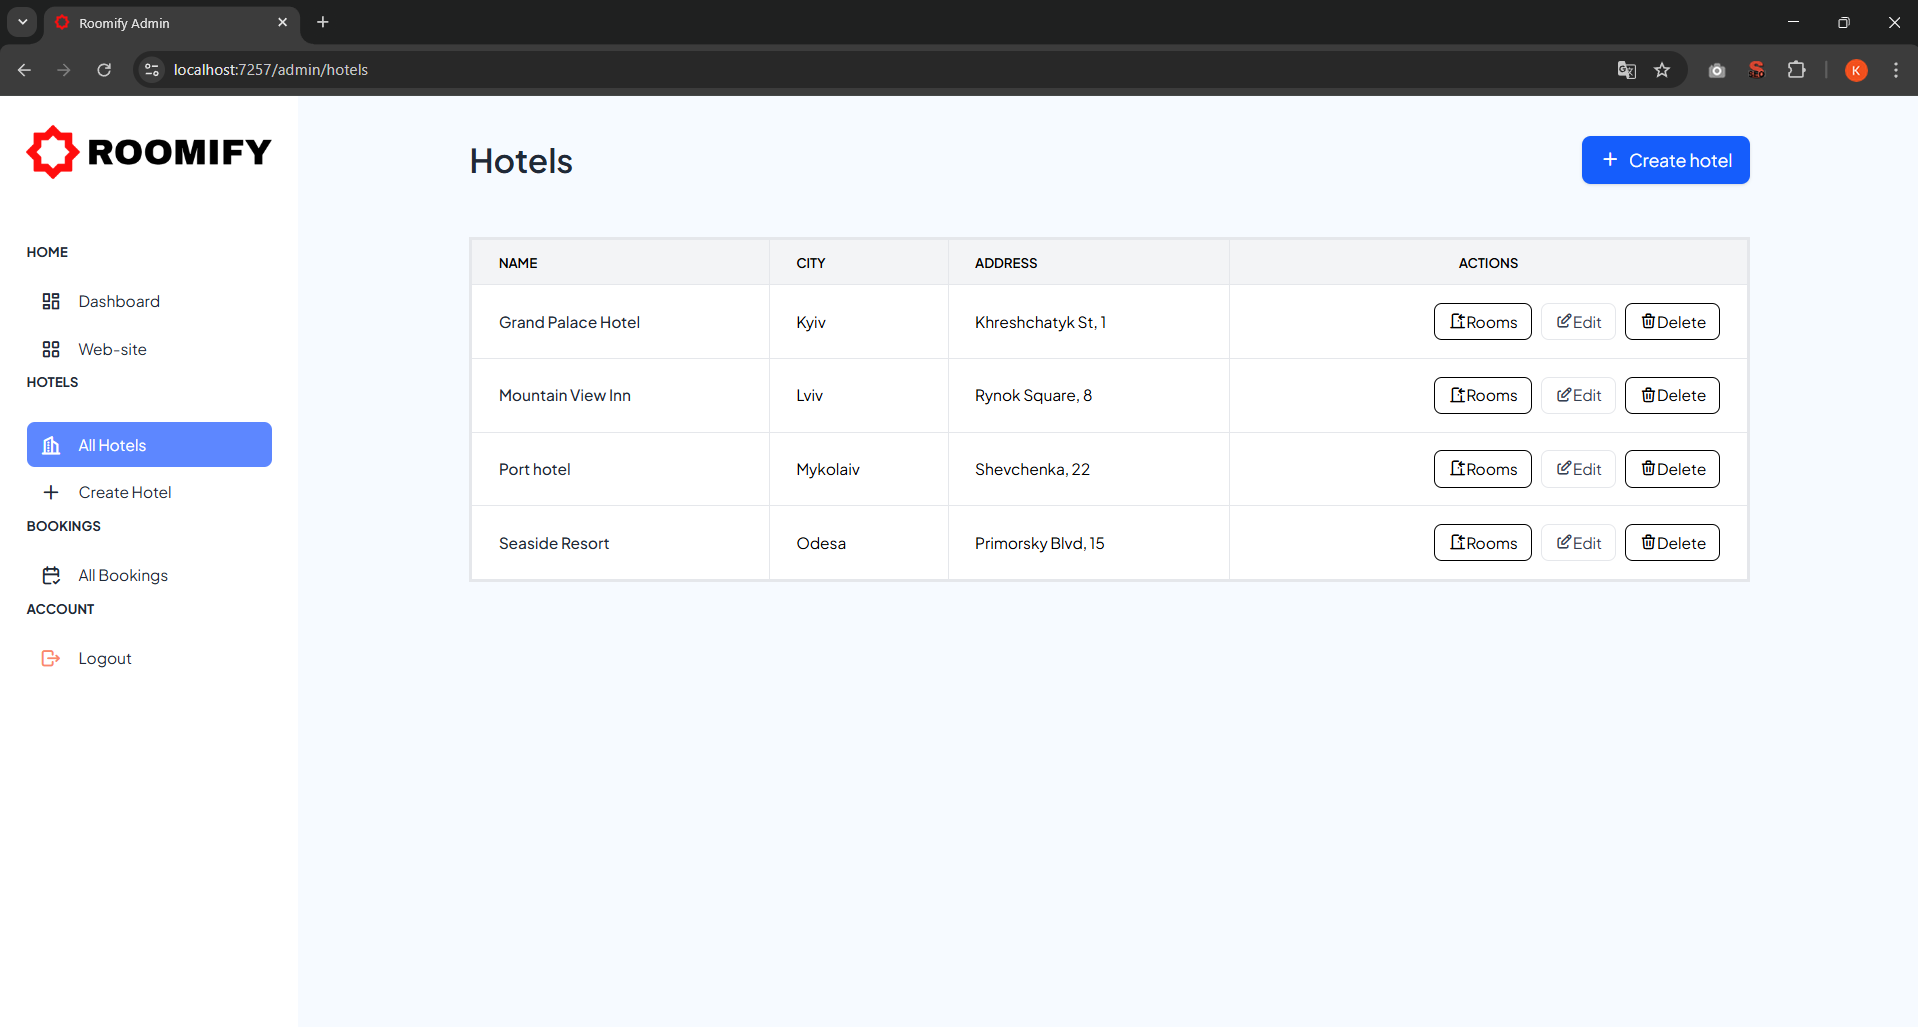 Roomify Admin
localhost:7257/admin/hotels
K
ROOMIFY
HOME
Dashboard
Web-site
HOTELS
All Hotels
Create Hotel
BOOKINGS
All Bookings
ACCOUNT
Logout
Hotels
Create hotel
NAME CITY ADDRESS ACTIONS
Grand Palace Hotel Kyiv Khreshchatyk St, 1 Rooms Edit Delete
Mountain View Inn Lviv Rynok Square, 8 Rooms Edit Delete
Port hotel Mykolaiv Shevchenka, 22 Rooms Edit Delete
Seaside Resort Odesa Primorsky Blvd, 15 Rooms Edit Delete